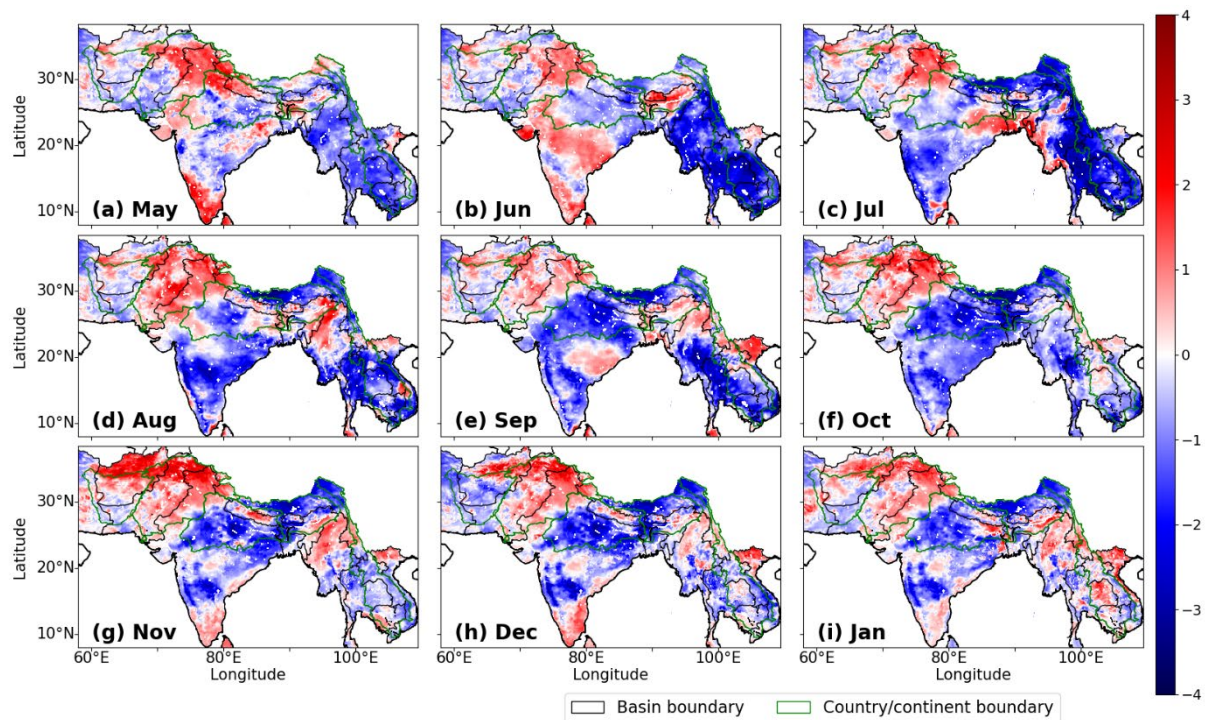 30°N
20°N
10°N
Latitude
(a) May
(b) Jun
(c) Jul
30°N
20°N
10°N
Latitude
(d) Aug
(e) Sep
(f) Oct
30°N
20°N
10°N
Latitude
(g) Nov
(h) Dec
(i) Jan
60°E 80°E 100°E
Longitude
60°E 80°E 100°E
Longitude
60°E 80°E 100°E
Longitude
4
3
2
1
0
−1
−2
−3
−4
Basin boundary
Country/continent boundary